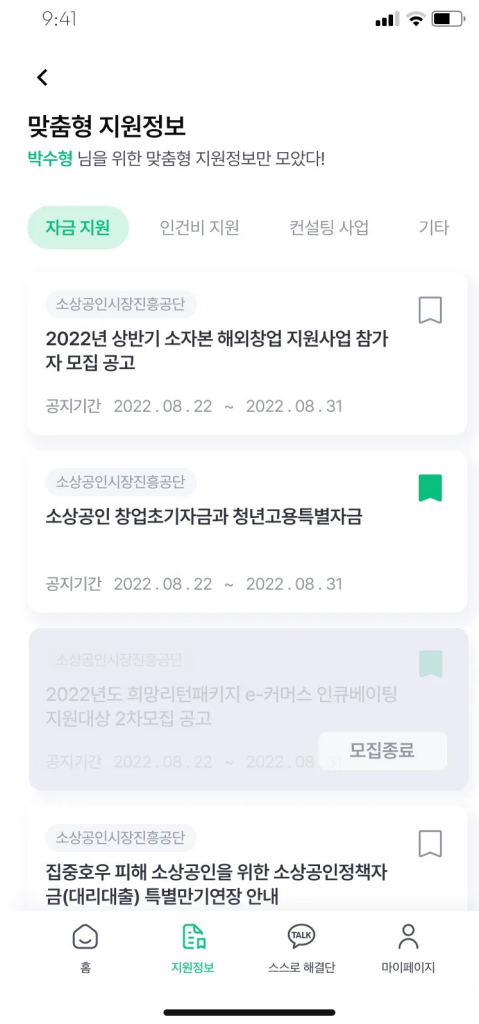 9:41
맞춤형 지원정보
박수형 님을 위한 맞춤형 지원정보만 모았다!
자금 지원 인건비 지원 컨설팅 사업 기타
소상공인시장진흥공단
2022년 상반기 소자본 해외창업 지원사업 참가
자 모집 공고
공지기간 2022.08.22 ~ 2022.08.31
소상공인시장진흥공단
소상공인 창업초기자금과 청년고용특별자금
공지기간 2022.08.22 ~ 2022.08.31
소상공인시장진흥공단
2022년도 희망리턴패키지 e-커머스 인큐베이팅
지원대상 2차모집 공고
공지기간 2022.08.22 ~ 2022.08.31
모집종료
소상공인시장진흥공단
집중호우 피해 소상공인을 위한 소상공인정책자
금(대리대출) 특별만기연장 안내
TALK
홈 지원정보 스스로 해결단 마이페이지